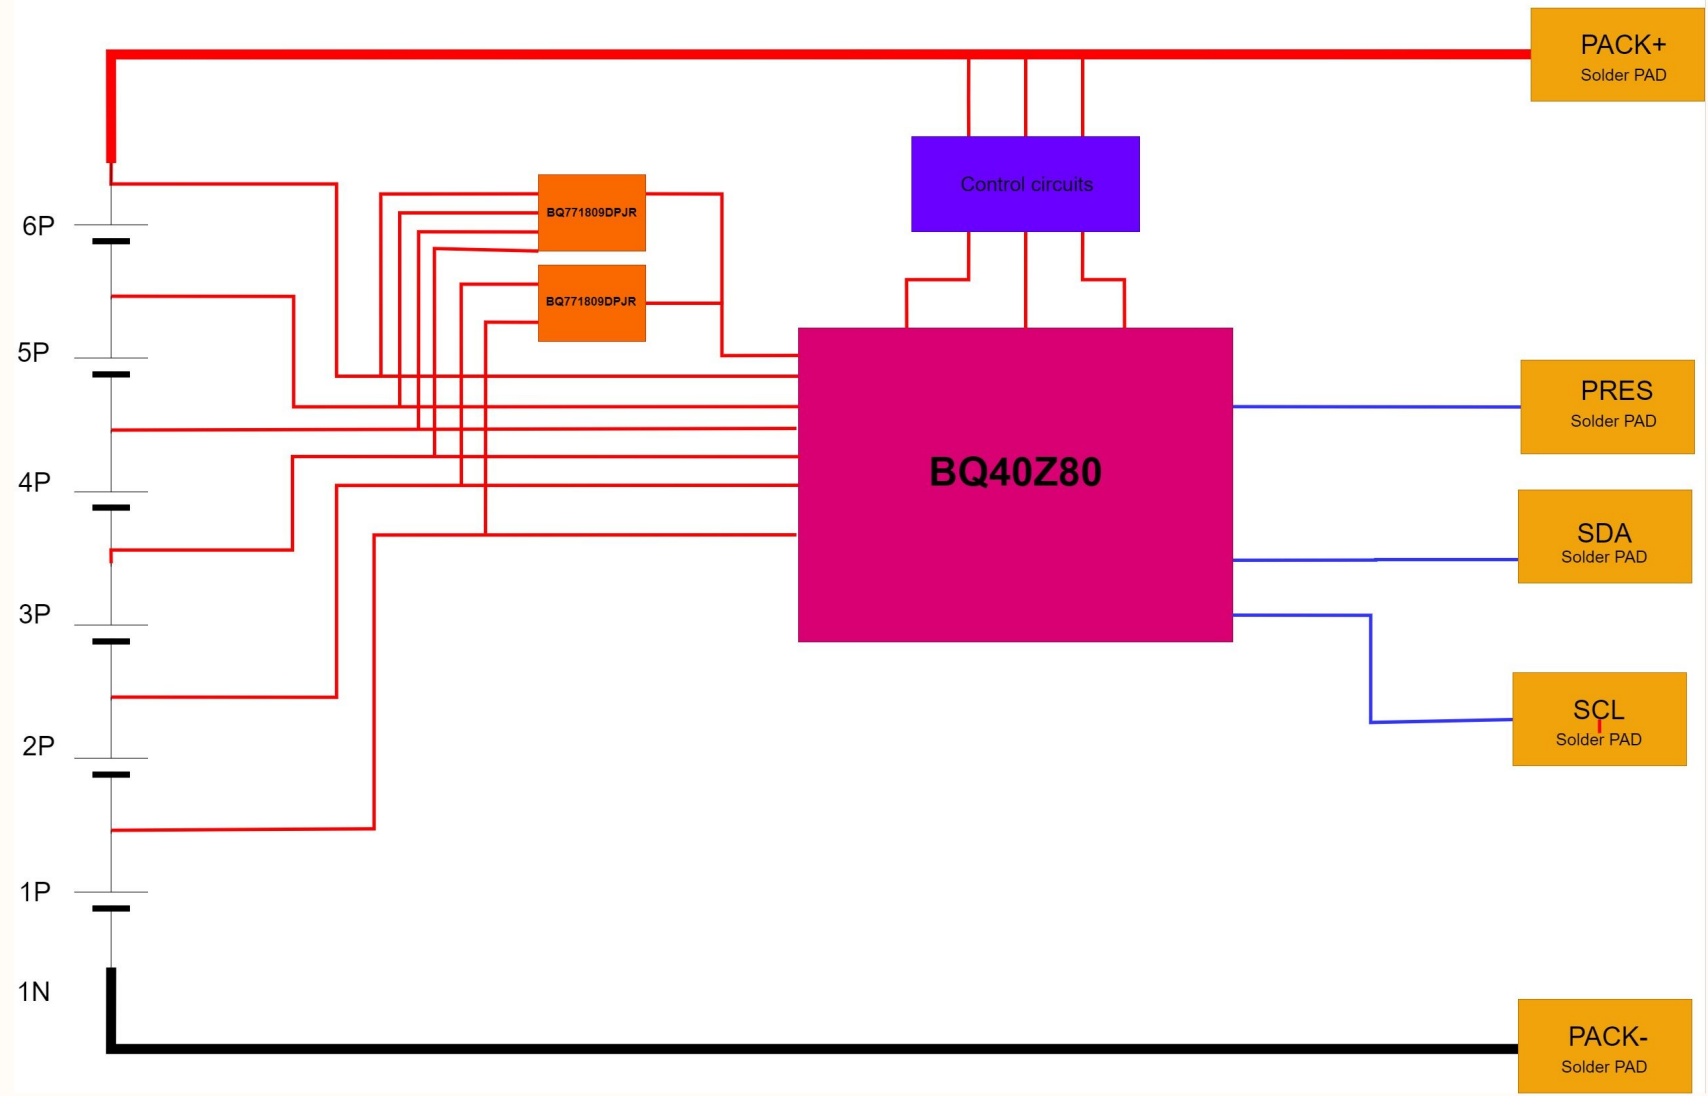 PACK+
Solder PAD
BQ771809DPJR
Control circuits
6P
BQ771809DPJR
5P
PRES
Solder PAD
BQ40Z80
4P
SDA
Solder PAD
3P
SCL
Solder PAD
2P
1P
1N
PACK-
Solder PAD